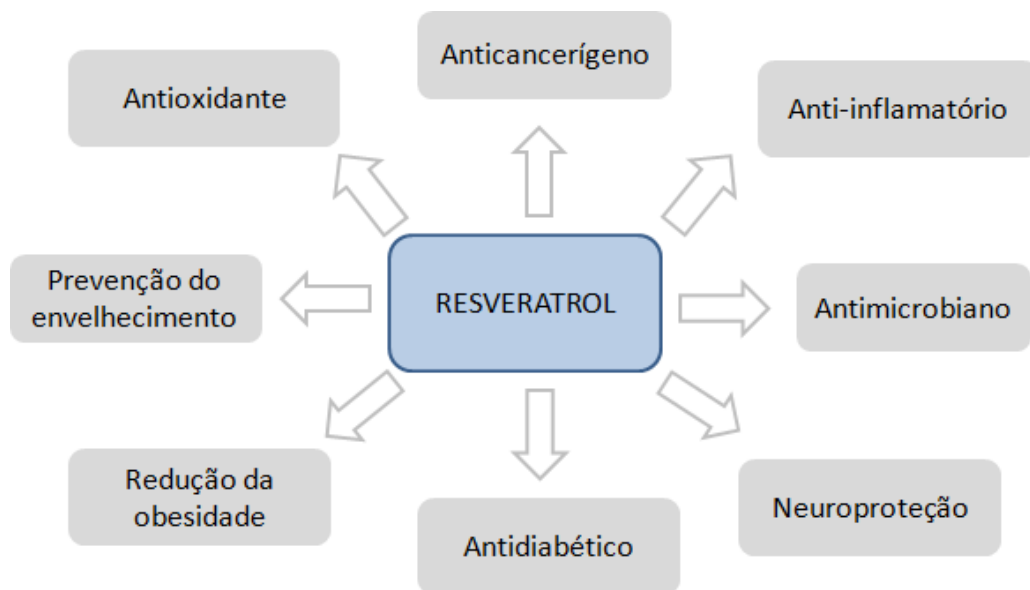 Anticancerígeno
Antioxidante
Anti-inflamatório
Prevenção do
envelhecimento
RESVERATROL
Antimicrobiano
Redução da
obesidade
Antidiabético
Neuroproteção